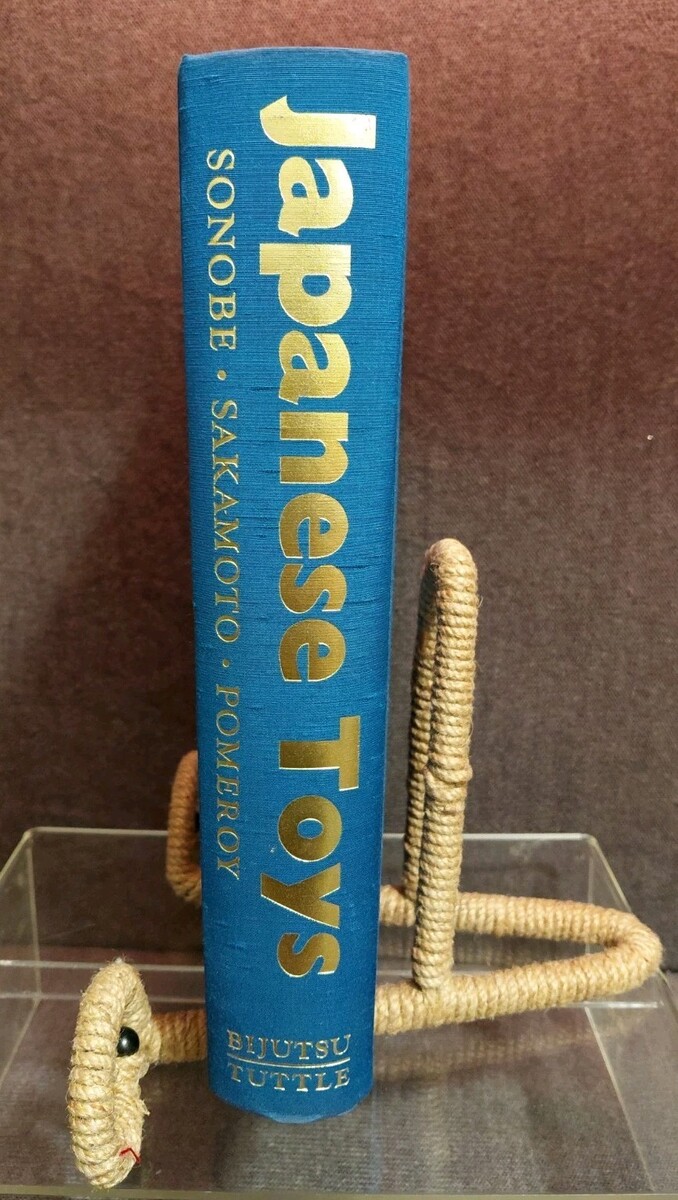 Japanese Toys
SONOBE · SAKAMOTO · POMEROY
BIJUTSU
TUTTLE